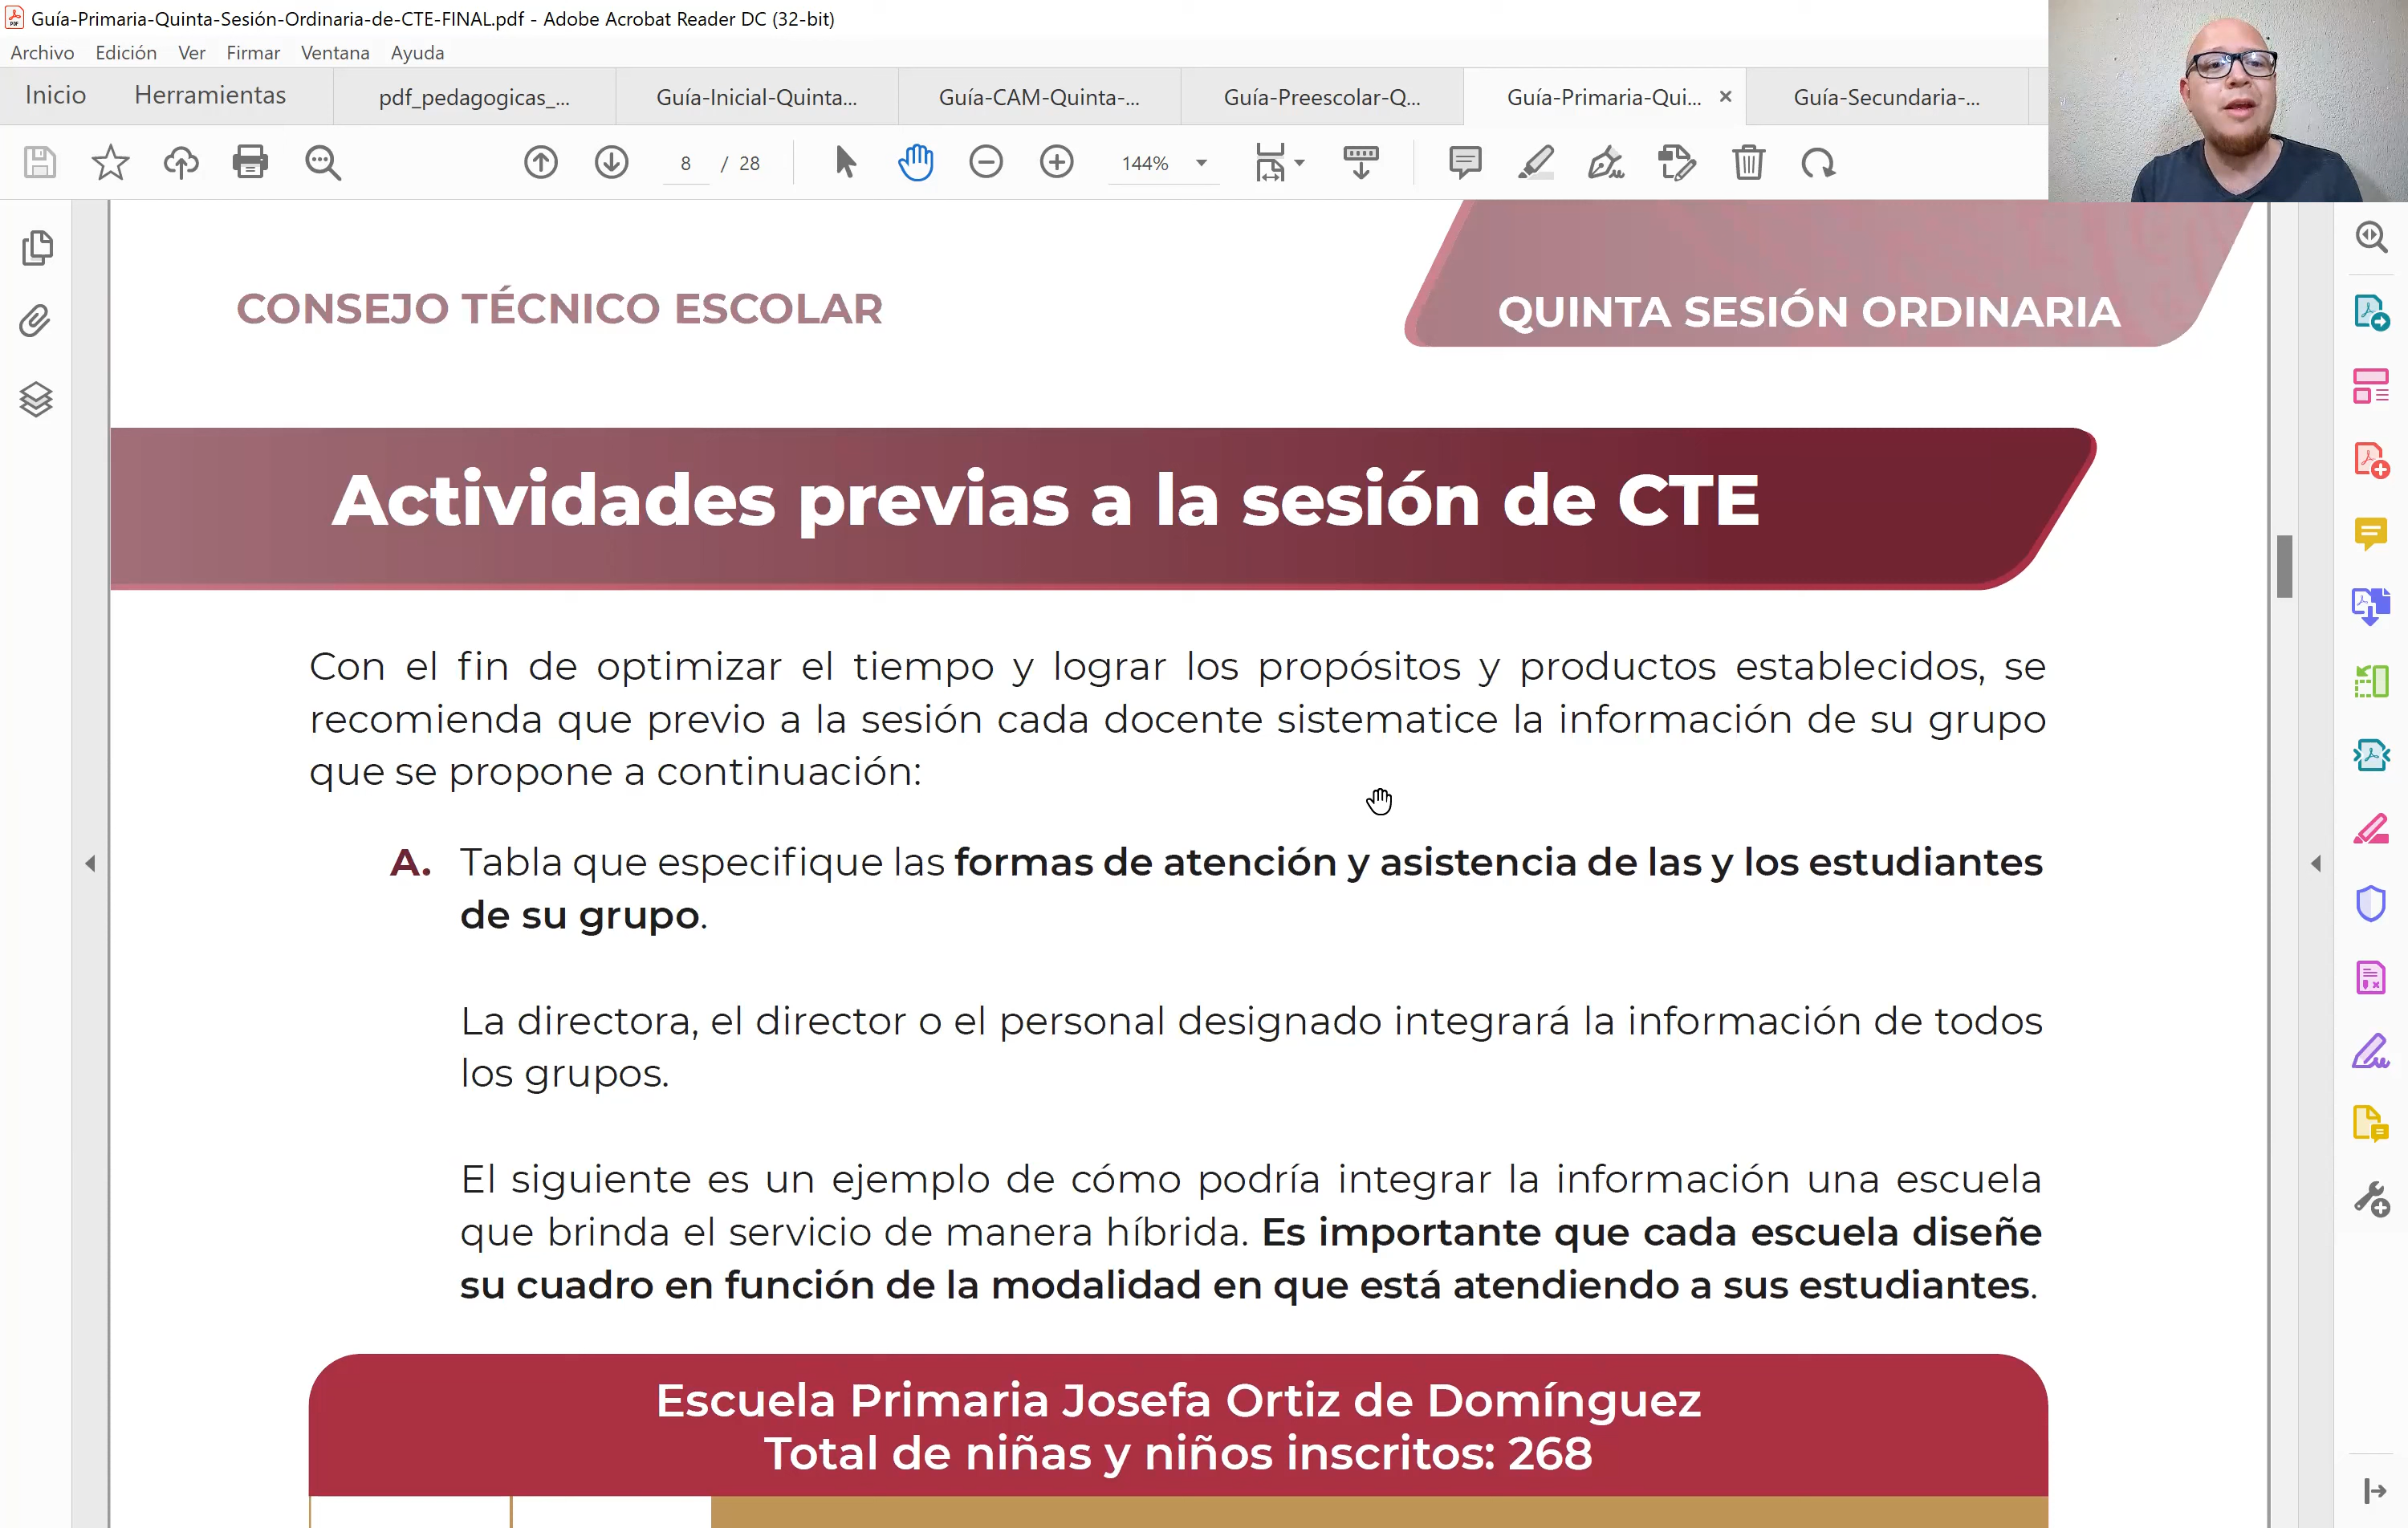 Guía-Primaria-Quinta-Sesión-Ordinaria-de-CTE-FINAL.pdf - Adobe Acrobat Reader DC (32-bit)
Archivo Edición Ver Firmar Ventana Ayuda
Inicio Herramientas pdf_pedagogicas_... Guía-Inicial-Quinta... Guía-CAM-Quinta-... Guía-Preescolar-Q... Guía-Primaria-Qui... Guía-Secundaria-...
8 / 28 144%
CONSEJO TÉCNICO ESCOLAR
QUINTA SESIÓN ORDINARIA
Actividades previas a la sesión de CTE
Con el fin de optimizar el tiempo y lograr los propósitos y productos establecidos, se
recomienda que previo a la sesión cada docente sistematice la información de su grupo
que se propone a continuación:
A. Tabla que especifique las formas de atención y asistencia de las y los estudiantes
de su grupo.
La directora, el director o el personal designado integrará la información de todos
los grupos.
El siguiente es un ejemplo de cómo podría integrar la información una escuela
que brinda el servicio de manera híbrida. Es importante que cada escuela diseñe
su cuadro en función de la modalidad en que está atendiendo a sus estudiantes.
Escuela Primaria Josefa Ortiz de Domínguez
Total de niñas y niños inscritos: 268